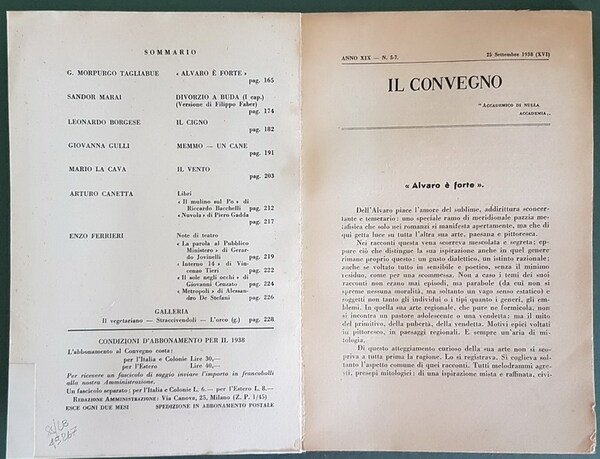 SOMMARIO
G. MORPURGO TAGLIABUE « ALVARO È FORTE »
pag. 165
SANDOR MARAI DIVORZIO A BUDA (I cap.)
(Versione di Filippo Faber)
pag. 174
LEONARDO BORGESE IL CIGNO
pag. 182
GIOVANNA GULLI MEMMO — UN CANE
pag. 191
MARIO LA CAVA IL VENTO
pag. 203
ARTURO CANETTA Libri
« Il mulino sul Po » di
Riccardo Bacchelli pag. 212
« Nuvola » di Piero Gadda
pag. 217
ENZO FERRIERI Note di teatro
« La parola al Pubblico
Ministero » di Gerar-
do Jovinelli pag. 219
« Interno 14 » di Vin-
cenzo Tieri pag. 222
« Il sole negli occhi » di
Giovanni Cenzato pag. 224
« Metropoli » di Alessan-
dro De Stefani pag. 226
GALLERIA
Il vegetariano — Straccivendoli — L'orco (g.) pag. 228
CONDIZIONI D'ABBONAMENTO PER IL 1938
L'abbonamento al Convegno costa:
per l'Italia e Colonie Lire 30,—
per l'Estero Lire 40,—
Per ricevere un fascicolo di saggio inviare l'importo in francobolli
alla nostra Amministrazione.
Un fascicolo separato: per l'Italia e Colonie L. 6.— per l'Estero L. 8.—
REDAZIONE AMMINISTRAZIONE: Via Canova, 25, Milano (Z. P. 1/45)
ESCE OGNI DUE MESI SPEDIZIONE IN ABBONAMENTO POSTALE
ANNO XIX — N. 5-7. 25 Settembre 1938 (XVI)
IL CONVEGNO
"ACCADEMICO DI NULLA
ACCADEMIA„
« Alvaro è forte ».
Dell'Alvaro piace l'amore del sublime, addirittura sconcer-
tante e temerario: uno speciale ramo di meridionale pazzia me-
tafisica che solo nei romanzi si manifesta apertamente, ma che di
qui getta luce su tutta l'altra sua arte, paesana e pittoresca.
Nei racconti questa vena scorreva mescolata e segreta; ep-
pure ciò che distingue la sua ispirazione anche in quel genere
rimane proprio questo: un gusto dialettico, un istinto razionale;
anche se voltato tutto in sensibile e poetico, senza il minimo
residuo, come per una scommessa. Non a caso i temi dei suoi
racconti non erano mai episodi, ma parabole (da cui non si
spreme nessuna moralità, ma soltanto un vago senso estatico) e
soggetti non tanto gli individui o i tipi quanto i generi, gli em-
blemi. In quella sua arte regionale, che pure ne formicola, non
si incontra un pastore adolescente o una vendetta; ma il mito
del primitivo, della pubertà, della vendetta. Motivi epici voltati
in pittoresco, in paesaggi regionali. E sempre un'aria di mi-
tologia.
Di questo atteggiamento curioso della sua arte non si sco-
priva a tutta prima la ragione. Lo si registrava. Si coglieva sol-
tanto l'aspetto comune di quei racconti. Tutti melodrammi agre-
sti, presepi mitologici: di una ispirazione mista e raffinata, civi-